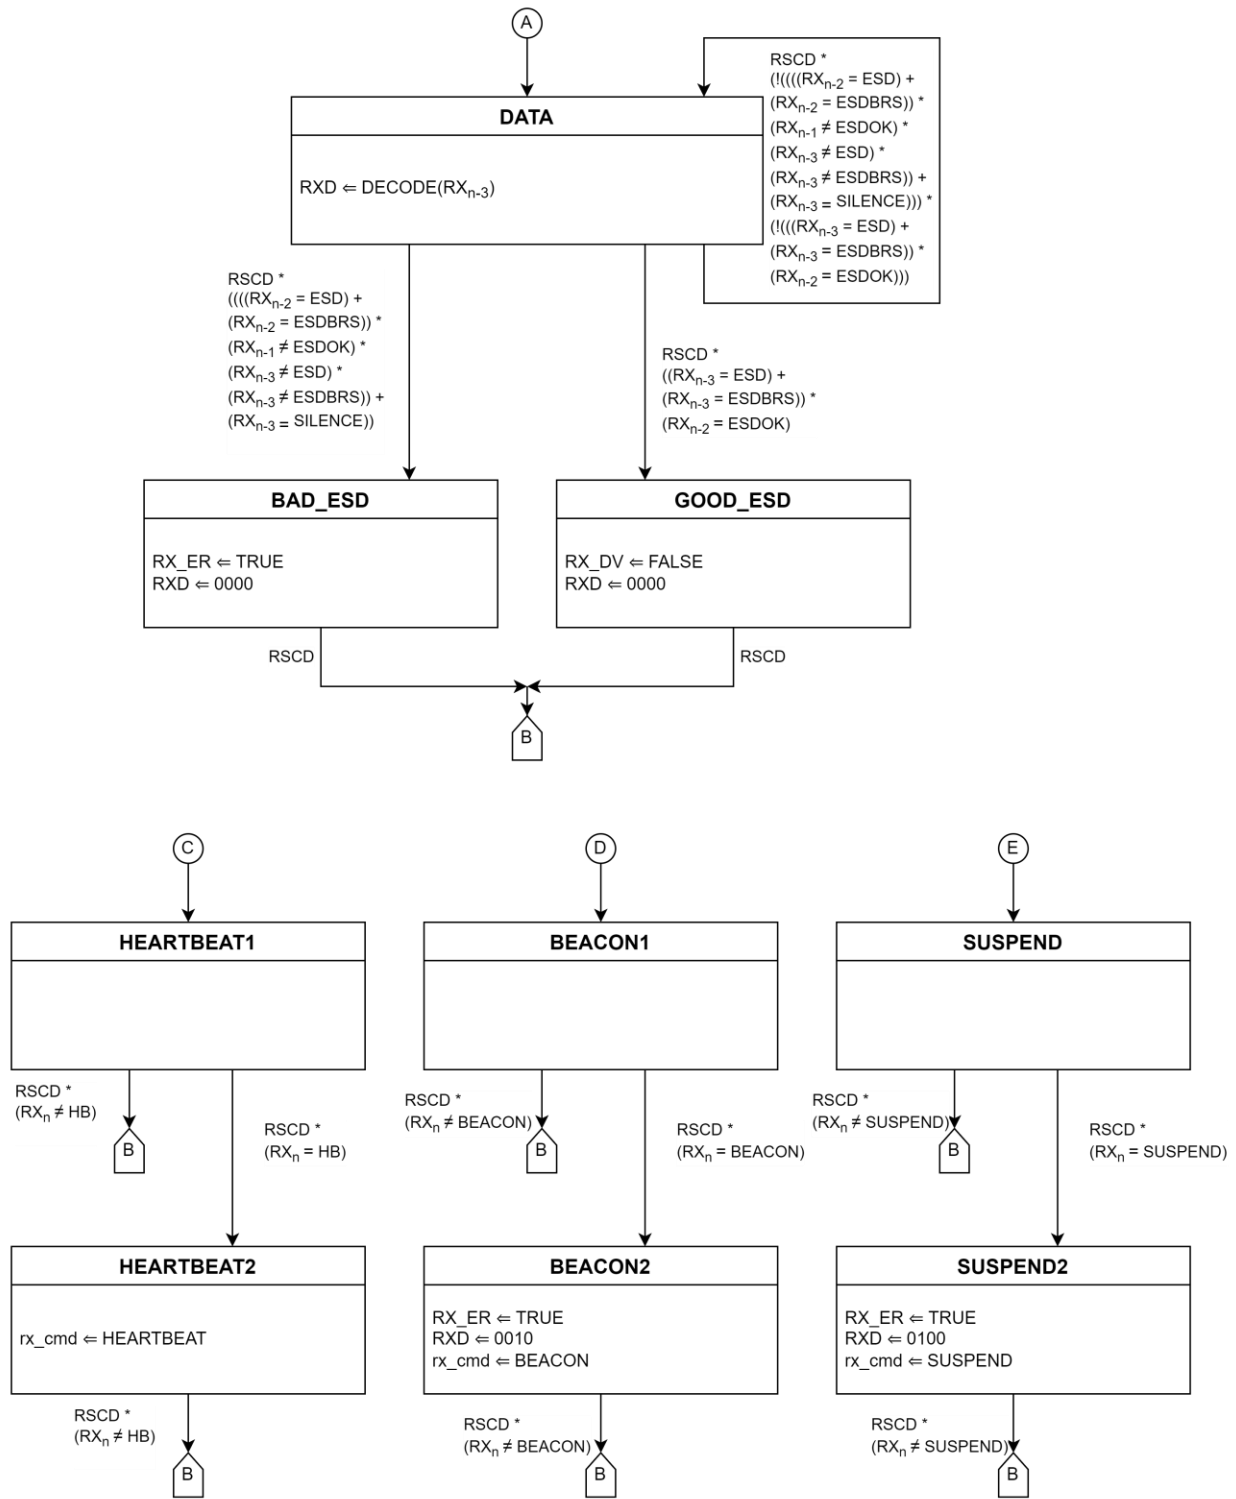 A
RSCD *
(!((((RXn-2 = ESD) +
(RXn-2 = ESDBRS)) *
(RXn-1 ≠ ESDOK) *
(RXn-3 ≠ ESD) *
(RXn-3 ≠ ESDBRS)) +
(RXn-3 = SILENCE))) *
(!(((RXn-3 = ESD) +
(RXn-3 = ESDBRS)) *
(RXn-2 = ESDOK)))
DATA
RXD ⇐ DECODE(RXn-3)
RSCD *
((((RXn-2 = ESD) +
(RXn-2 = ESDBRS)) *
(RXn-1 ≠ ESDOK) *
(RXn-3 ≠ ESD) *
(RXn-3 ≠ ESDBRS)) +
(RXn-3 = SILENCE))
RSCD *
((RXn-3 = ESD) +
(RXn-3 = ESDBRS)) *
(RXn-2 = ESDOK)
BAD_ESD
RX_ER ⇐ TRUE
RXD ⇐ 0000
GOOD_ESD
RX_DV ⇐ FALSE
RXD ⇐ 0000
RSCD
RSCD
B
C
D
E
HEARTBEAT1
BEACON1
SUSPEND
RSCD *
(RXn ≠ HB)
B
RSCD *
(RXn = HB)
RSCD *
(RXn ≠ BEACON)
B
RSCD *
(RXn = BEACON)
RSCD *
(RXn ≠ SUSPEND)
B
RSCD *
(RXn = SUSPEND)
HEARTBEAT2
rx_cmd ⇐ HEARTBEAT
BEACON2
RX_ER ⇐ TRUE
RXD ⇐ 0010
rx_cmd ⇐ BEACON
SUSPEND2
RX_ER ⇐ TRUE
RXD ⇐ 0100
rx_cmd ⇐ SUSPEND
RSCD *
(RXn ≠ HB)
B
RSCD *
(RXn ≠ BEACON)
B
RSCD *
(RXn ≠ SUSPEND)
B